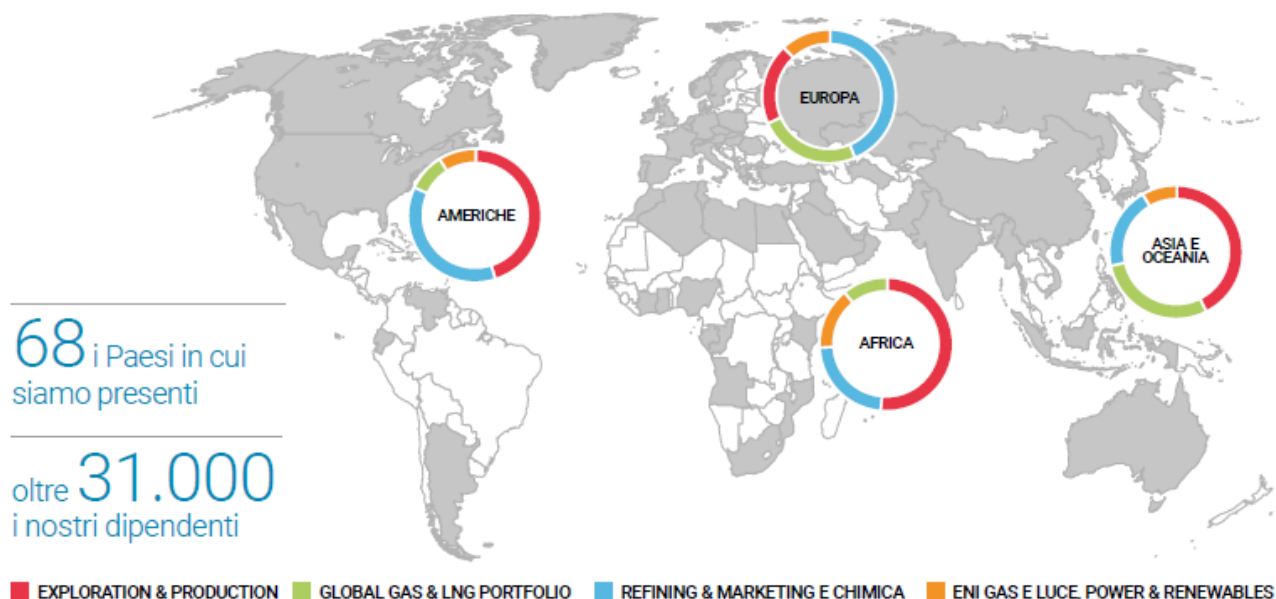 EUROPA
AMERICHE
ASIA E
OCEANIA
AFRICA
68 i Paesi in cui
siamo presenti
oltre 31.000
i nostri dipendenti
EXPLORATION & PRODUCTION GLOBAL GAS & LNG PORTFOLIO REFINING & MARKETING E CHIMICA ENI GAS E LUCE, POWER & RENEWABLES